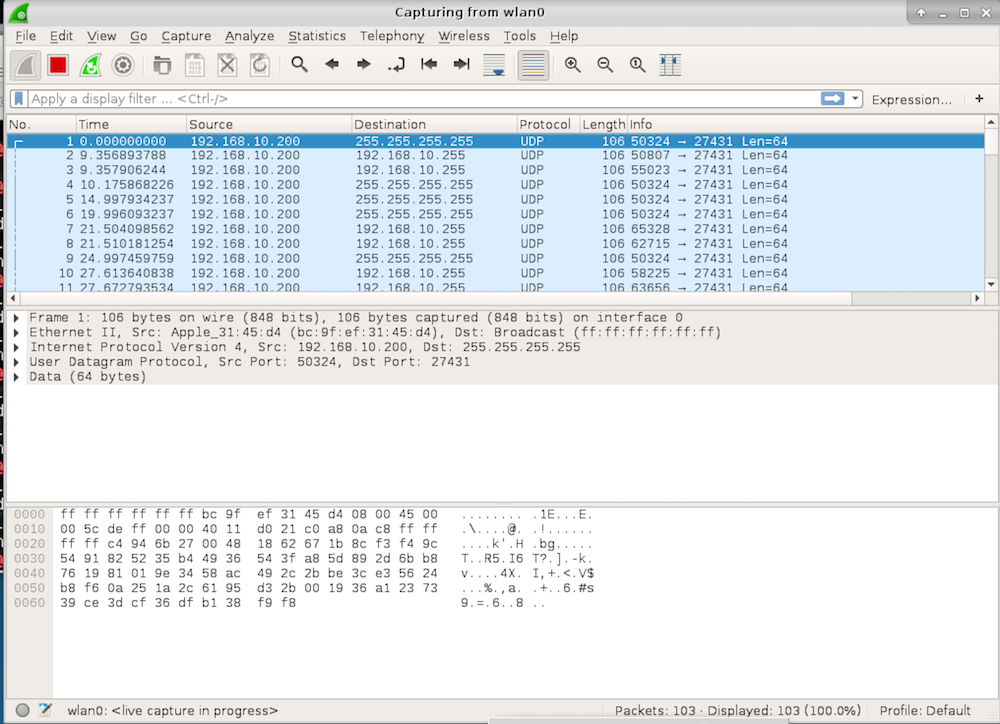 Capturing from wlan0
File Edit View Go Capture Analyze Statistics Telephony Wireless Tools Help
Apply a display filter ... <Ctrl-/> Expression... +
No. Time Source Destination Protocol Length Info
1 0.000000000 192.168.10.200 255.255.255.255 UDP 106 50324 → 27431 Len=64
2 9.356893788 192.168.10.200 192.168.10.255 UDP 106 50807 → 27431 Len=64
3 9.357906244 192.168.10.200 192.168.10.255 UDP 106 55023 → 27431 Len=64
4 10.175868226 192.168.10.200 255.255.255.255 UDP 106 50324 → 27431 Len=64
5 14.997934237 192.168.10.200 255.255.255.255 UDP 106 50324 → 27431 Len=64
6 19.996093237 192.168.10.200 255.255.255.255 UDP 106 50324 → 27431 Len=64
7 21.504098562 192.168.10.200 192.168.10.255 UDP 106 65328 → 27431 Len=64
8 21.510181254 192.168.10.200 192.168.10.255 UDP 106 62715 → 27431 Len=64
9 24.997459759 192.168.10.200 255.255.255.255 UDP 106 50324 → 27431 Len=64
10 27.613640838 192.168.10.200 192.168.10.255 UDP 106 58225 → 27431 Len=64
11 27.672793534 192.168.10.200 192.168.10.255 UDP 106 63656 → 27431 Len=64
Frame 1: 106 bytes on wire (848 bits), 106 bytes captured (848 bits) on interface 0
Ethernet II, Src: Apple_31:45:d4 (bc:9f:ef:31:45:d4), Dst: Broadcast (ff:ff:ff:ff:ff:ff)
Internet Protocol Version 4, Src: 192.168.10.200, Dst: 255.255.255.255
User Datagram Protocol, Src Port: 50324, Dst Port: 27431
Data (64 bytes)
0000 ff ff ff ff ff ff bc 9f ef 31 45 d4 08 00 45 00 ........ .1E...E.
0010 00 5c de ff 00 00 40 11 d0 21 c0 a8 0a c8 ff ff .\....@. .!......
0020 ff ff c4 94 6b 27 00 48 18 62 67 1b 8c f3 f4 9c ....k'.H .bg.....
0030 54 91 82 52 35 b4 49 36 54 3f a8 5d 89 2d 6b b8 T..R5.I6 T?.].-k.
0040 76 19 81 01 9e 34 58 ac 49 2c 2b be 3c e3 56 24 v....4X. I,+.<.V$
0050 b8 f6 0a 25 1a 2c 61 95 d3 2b 00 19 36 a1 23 73 ...%.,a. .+..6.#s
0060 39 ce 3d cf 36 df b1 38 f9 f8 9.=.6..8 ..
wlan0: <live capture in progress> Packets: 103 · Displayed: 103 (100.0%) Profile: Default